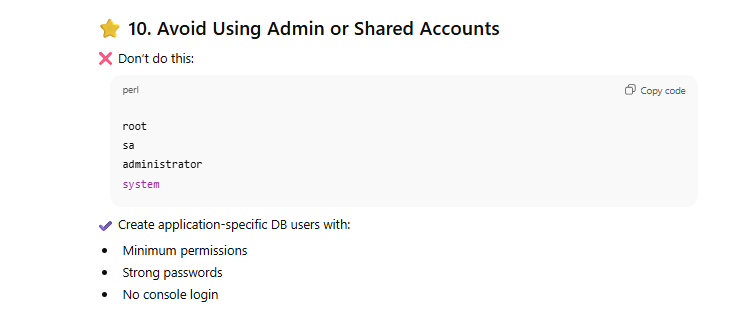 ⭐ 10. Avoid Using Admin or Shared Accounts
❌ Don't do this:
perl Copy code
root
sa
administrator
system
✔ Create application-specific DB users with:
• Minimum permissions
• Strong passwords
• No console login